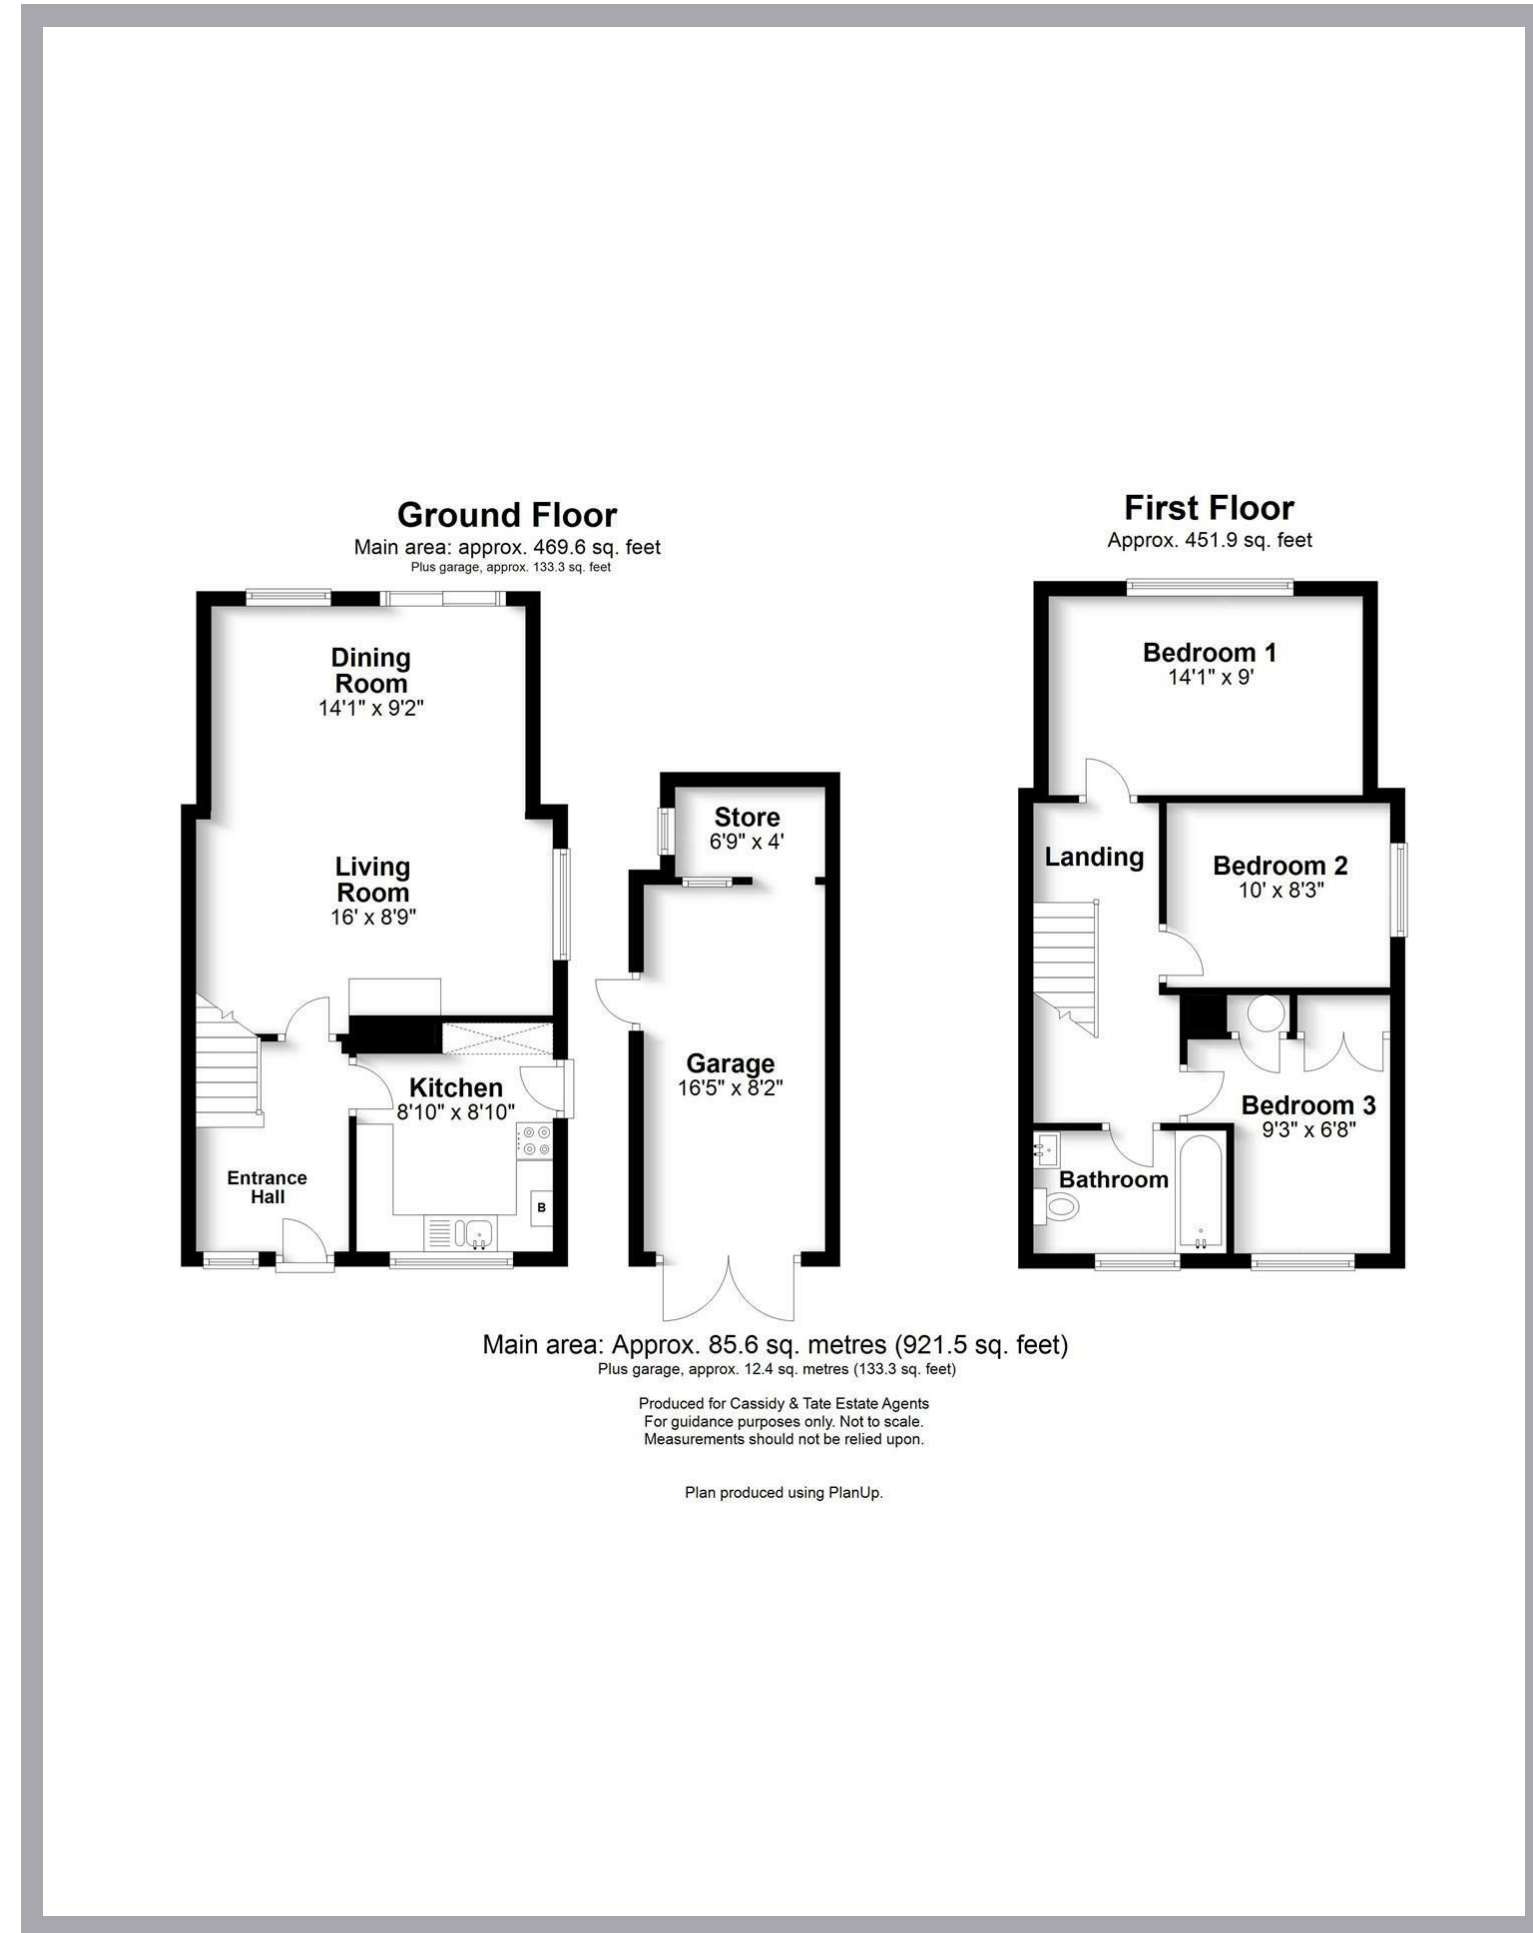 Ground Floor
Main area: approx. 469.6 sq. feet
Plus garage, approx. 133.3 sq. feet
Dining
Room
14'1" x 9'2"
Living
Room
16' x 8'9"
Kitchen
8'10" x 8'10"
B
Entrance
Hall
Store
6'9" x 4'
Garage
16'5" x 8'2"
First Floor
Approx. 451.9 sq. feet
Bedroom 1
14'1" x 9'
Landing
Bedroom 2
10' x 8'3"
Bedroom 3
9'3" x 6'8"
Bathroom
Main area: Approx. 85.6 sq. metres (921.5 sq. feet)
Plus garage, approx. 12.4 sq. metres (133.3 sq. feet)
Produced for Cassidy & Tate Estate Agents
For guidance purposes only. Not to scale.
Measurements should not be relied upon.
Plan produced using PlanUp.